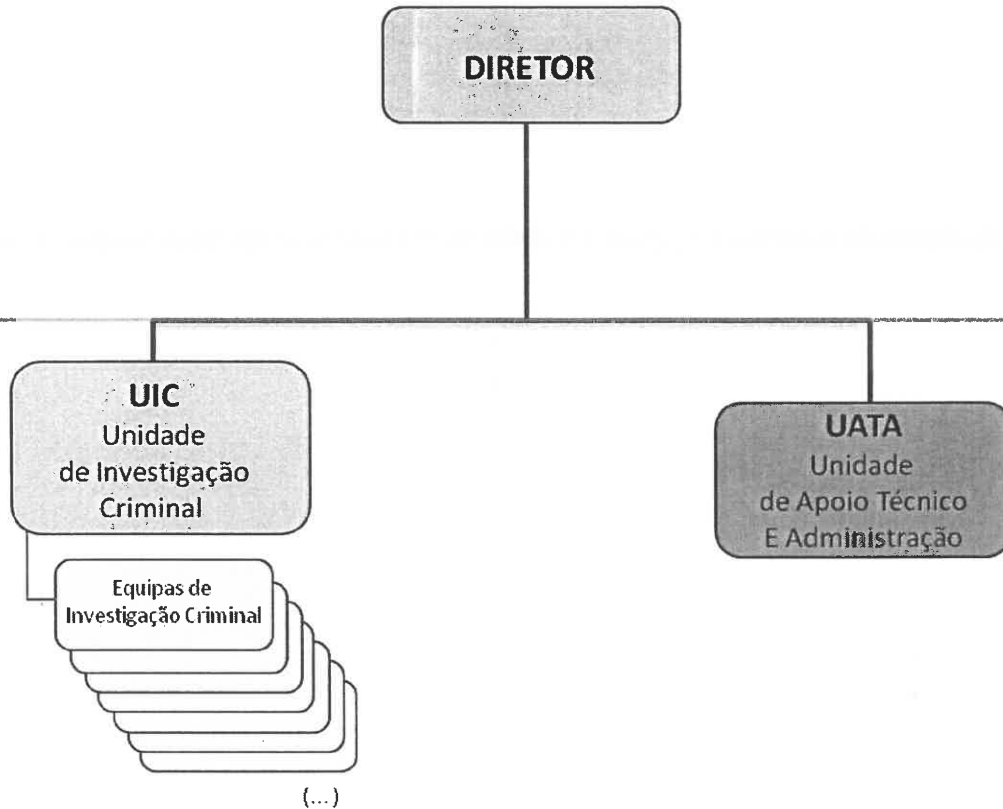 DIRETOR
UIC
Unidade
de Investigação
Criminal
UATA
Unidade
de Apoio Técnico
E Administração
Equipas de
Investigação Criminal
(...)